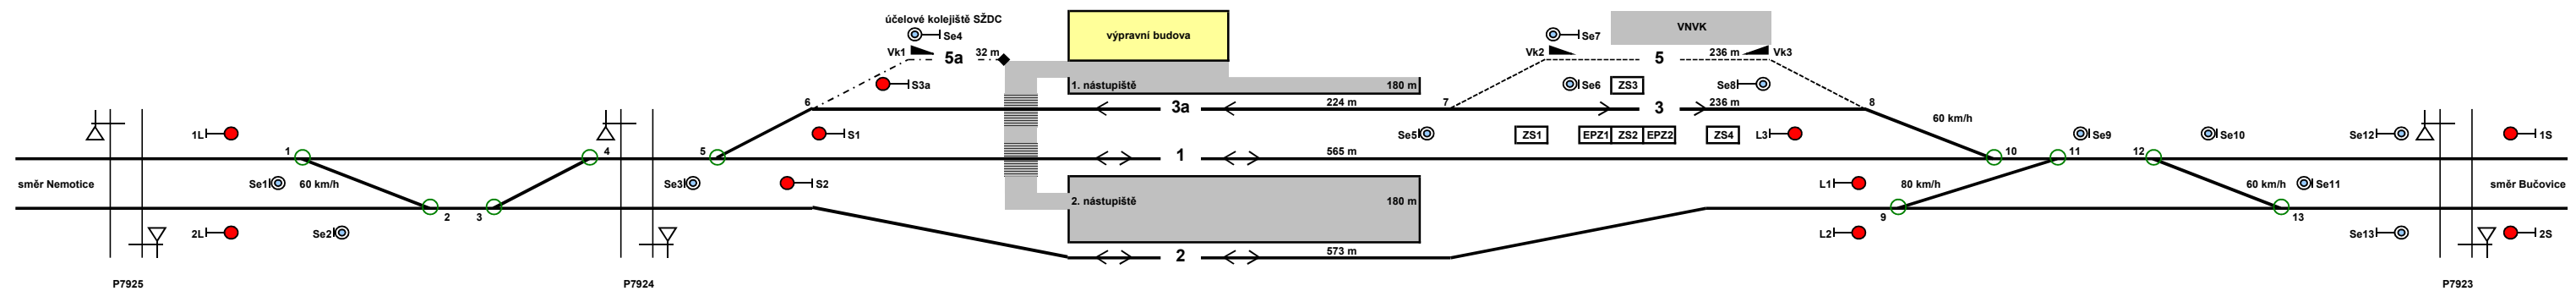 účelové kolejiště SŽDC
Se4
Vk1
5a
32 m
výpravní budova
Se7
VNVK
Vk2
5
236 m
Vk3
S3a
1. nástupiště
180 m
Se6
ZS3
Se8
6
3a
224 m
7
3
236 m
8
60 km/h
1L
S1
Se5
ZS1
EPZ1
ZS2
EPZ2
ZS4
L3
Se9
Se10
Se12
1S
1
4
5
1
565 m
10
11
12
směr Nemotice
Se1
60 km/h
Se3
S2
L1
80 km/h
60 km/h
Se11
směr Bučovice
2. nástupiště
180 m
2
3
9
13
2L
Se2
L2
Se13
2S
2
573 m
P7925
P7924
P7923